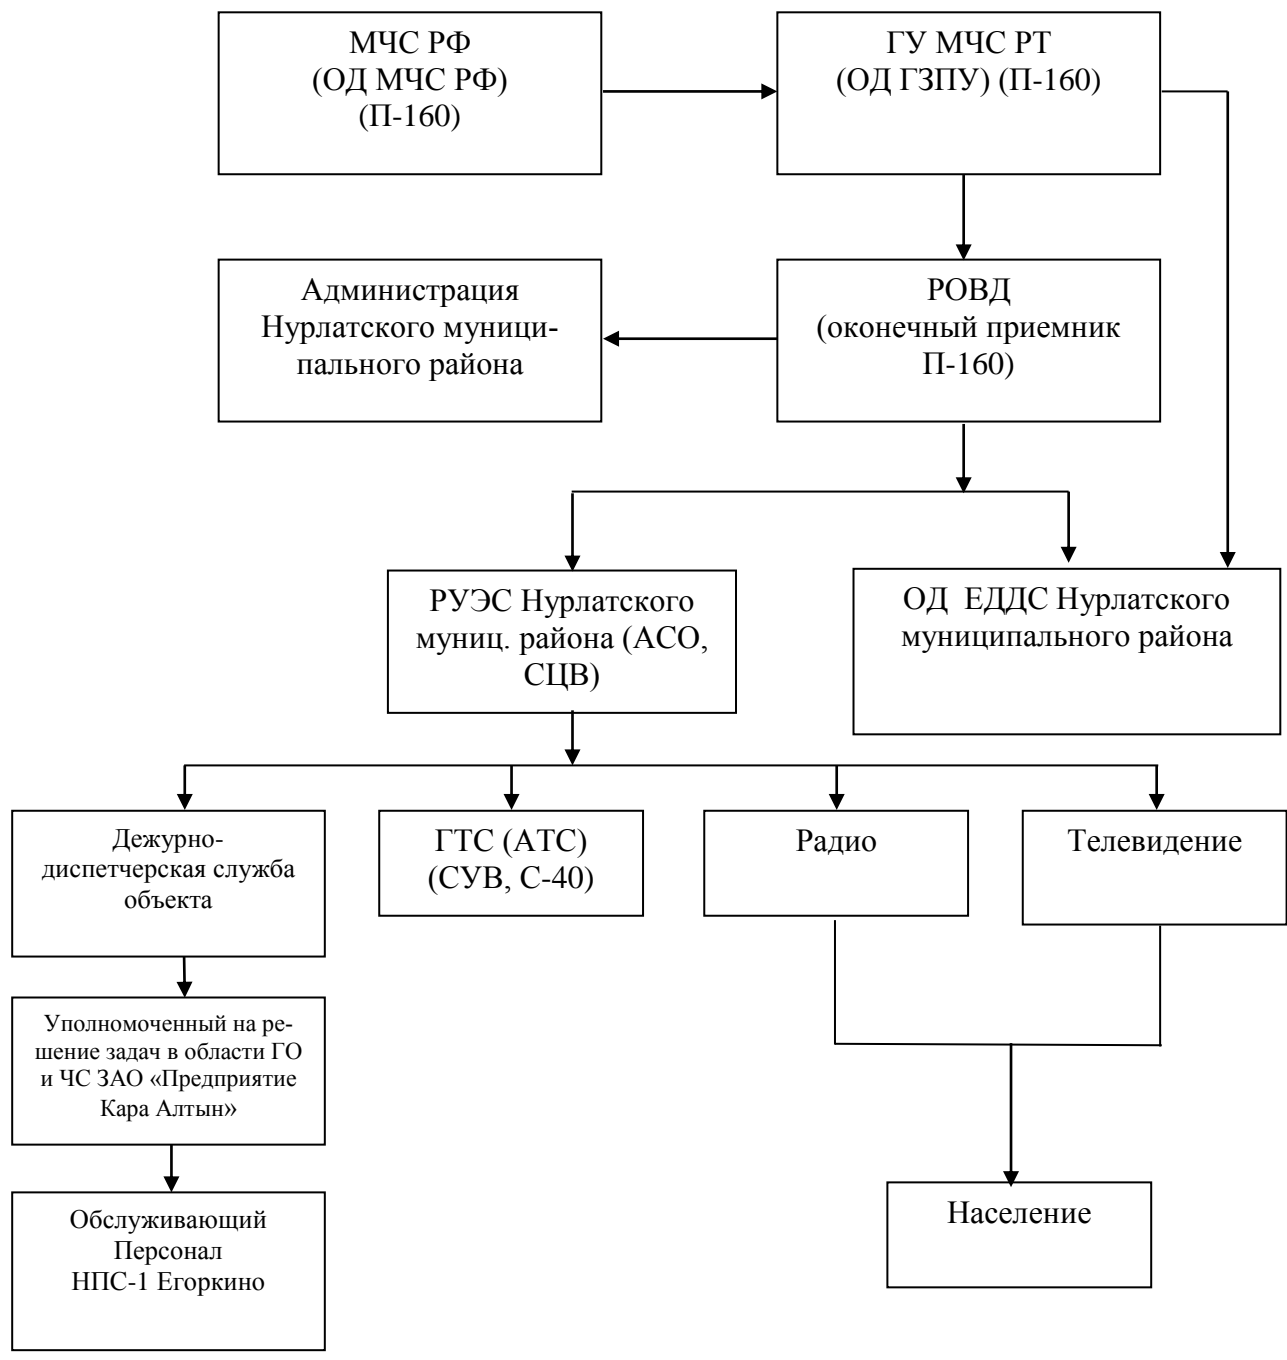 МЧС РФ
(ОД МЧС РФ)
(П-160)
ГУ МЧС РТ
(ОД ГЗПУ) (П-160)
Администрация
Нурлатского муници-
пального района
РОВД
(оконечный приемник
П-160)
РУЭС Нурлатского
муниц. района (АСО,
СЦВ)
ОД  ЕДДС Нурлатского
муниципального района
Дежурно-
диспетчерская служба
объекта
ГТС (АТС)
(СУВ, С-40)
Радио
Телевидение
Уполномоченный на ре-
шение задач в области ГО
и ЧС ЗАО «Предприятие
Кара Алтын»
Обслуживающий
Персонал
НПС-1 Егоркино
Население